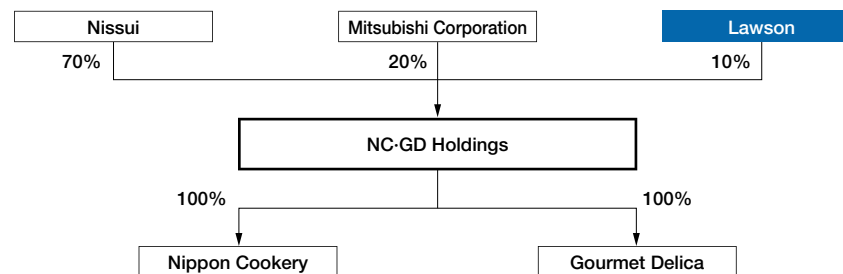 Nissui
Mitsubishi Corporation
Lawson
70%
20%
10%
NC·GD Holdings
100%
100%
Nippon Cookery
Gourmet Delica